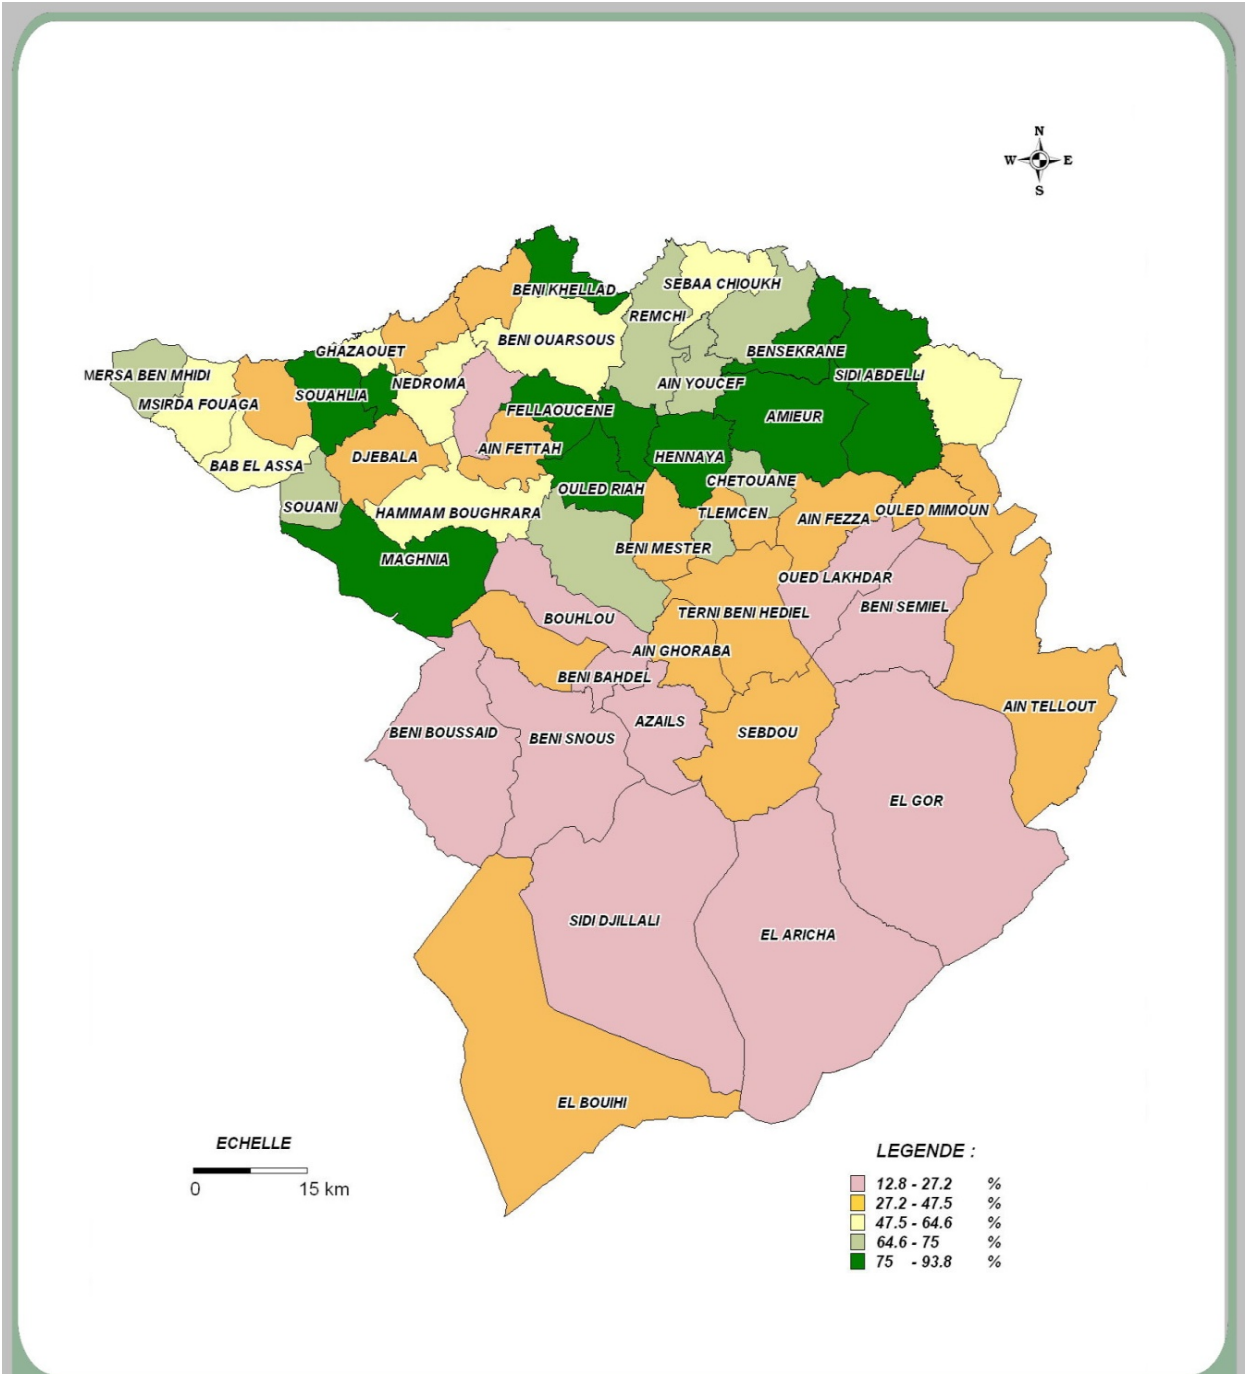 N
W E
S
BENI KHELLAD
SEBAA CHIOUKH
REMCHI
BENI OUARSOUS
GHAZAOUET
BENSEKRANE
MERSA BEN MHIDI
SIDI ABDELLI
NEDROMA
AIN YOUCEF
SOUAHLIA
MSIRDA FOUAGA
FELLAOUCENE
AMIEUR
AIN FETTAH
DJEBALA
HENNAYA
BAB EL ASSA
CHETOUANE
OULED RIAH
SOUANI
HAMMAM BOUGHRARA
TLEMCEN
OULED MIMOUN
AIN FEZZA
BENI MESTER
MAGHNIA
OUED LAKHDAR
BENI SEMIEL
TERNI BENI HEDIEL
BOUHLOU
AIN GHORABA
BENI BAHDEL
AIN TELLOUT
AZAILS
BENI BOUSSAID
SEBDOU
BENI SNOUS
EL GOR
SIDI DJILLALI
EL ARICHA
EL BOUIHI
ECHELLE
0 15 km
LEGENDE :
12.8 - 27.2 %
27.2 - 47.5 %
47.5 - 64.6 %
64.6 - 75 %
75 - 93.8 %